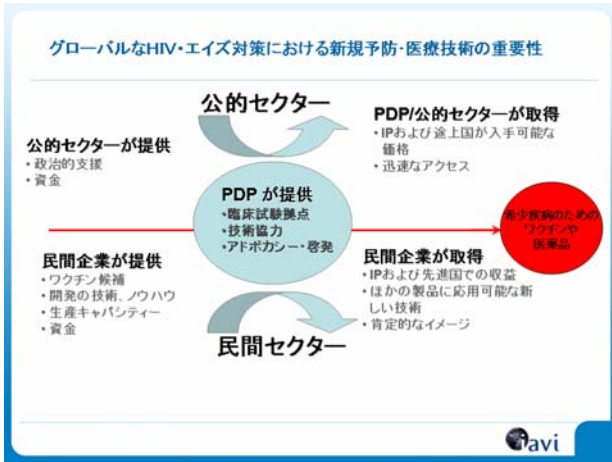 グローバルなHIV・エイズ対策における新規予防・医療技術の重要性
公的セクター
公的セクターが提供
・政治的支援
・資金
PDP/公的セクターが取得
・IPおよび途上国が入手可能な
価格
・迅速なアクセス
PDP が提供
・臨床試験拠点
・技術協力
・アドボカシー・啓発
希少疾病のための
ワクチンや
医薬品
民間企業が提供
・ワクチン候補
・開発の技術、ノウハウ
・生産キャパシティー
・資金
民間企業が取得
・IPおよび先進国での収益
・ほかの製品に応用可能な新
しい技術
・肯定的なイメージ
民間セクター
iavi